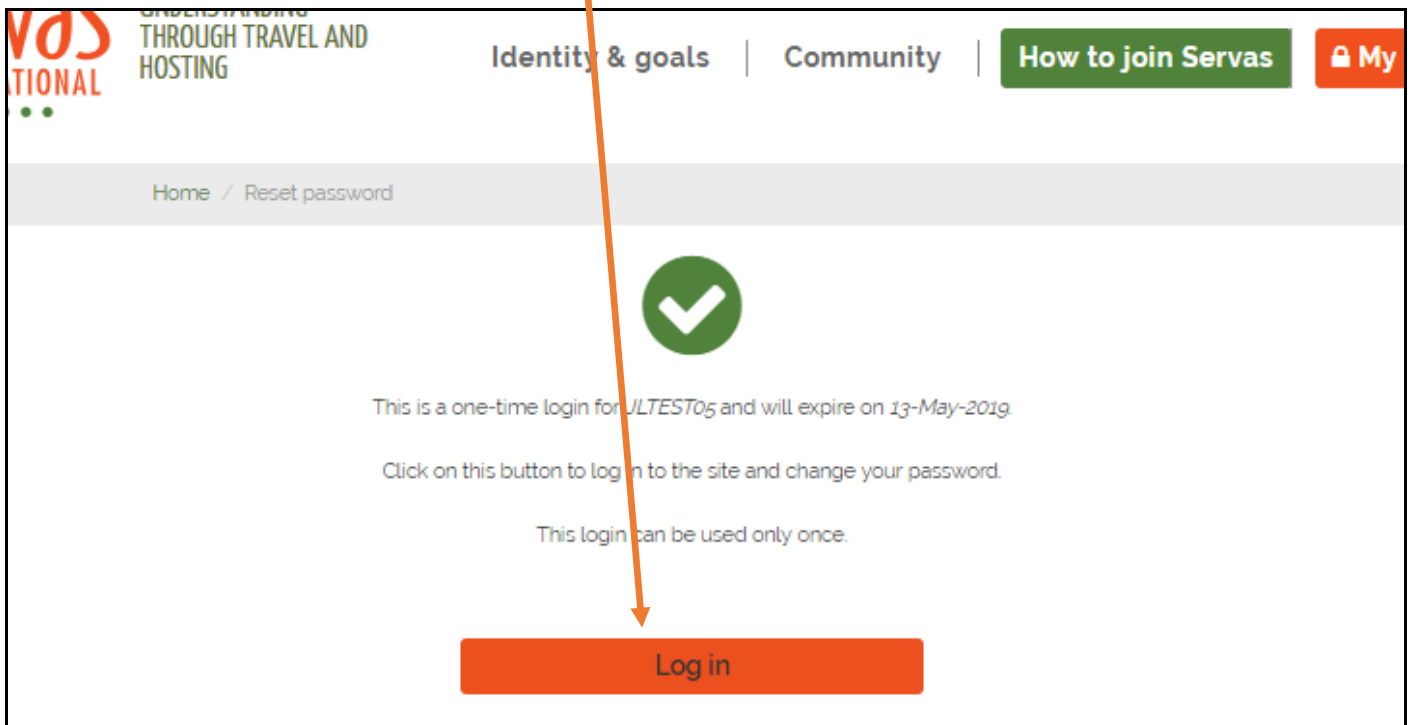 UNDERSTANDING
THROUGH TRAVEL AND
HOSTING
Identity & goals
Community
How to join Servas
My
Home / Reset password
This is a one-time login for JLTEST05 and will expire on 13-May-2019.
Click on this button to log in to the site and change your password.
This login can be used only once.
Log in